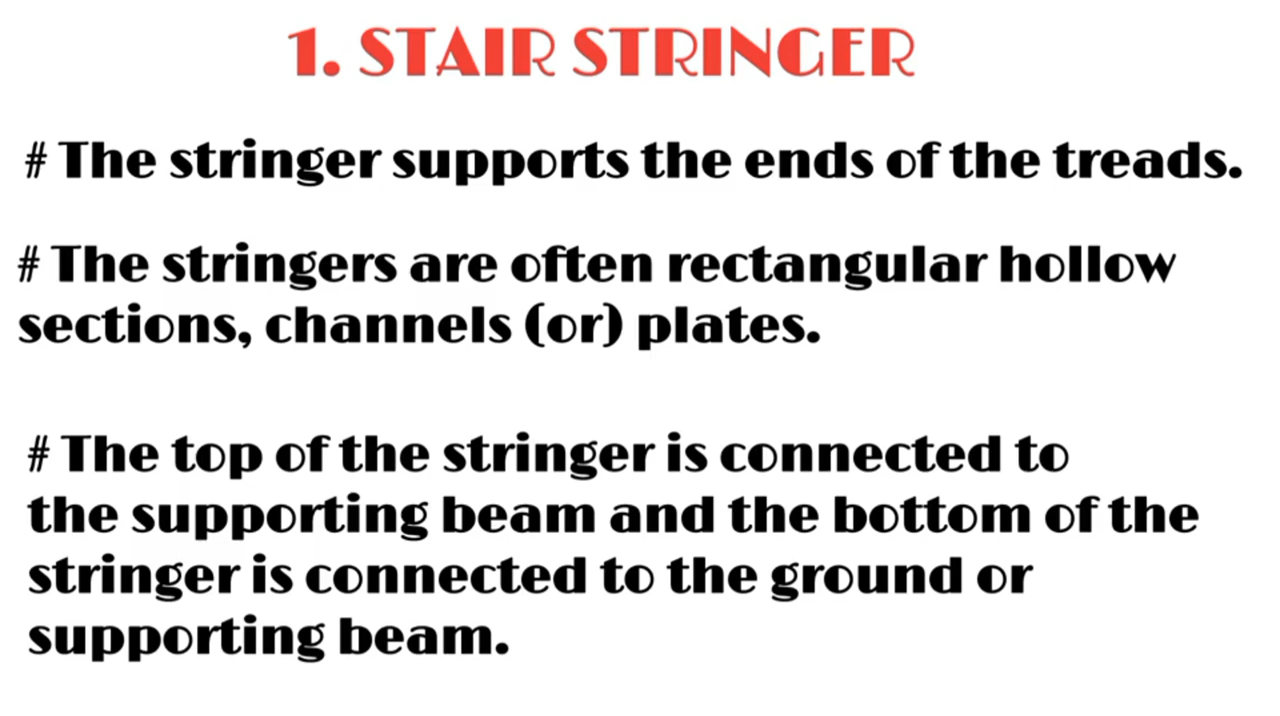 1. STAIR STRINGER
# The stringer supports the ends of the treads.
# The stringers are often rectangular hollow
sections, channels (or) plates.
# The top of the stringer is connected to
the supporting beam and the bottom of the
stringer is connected to the ground or
supporting beam.